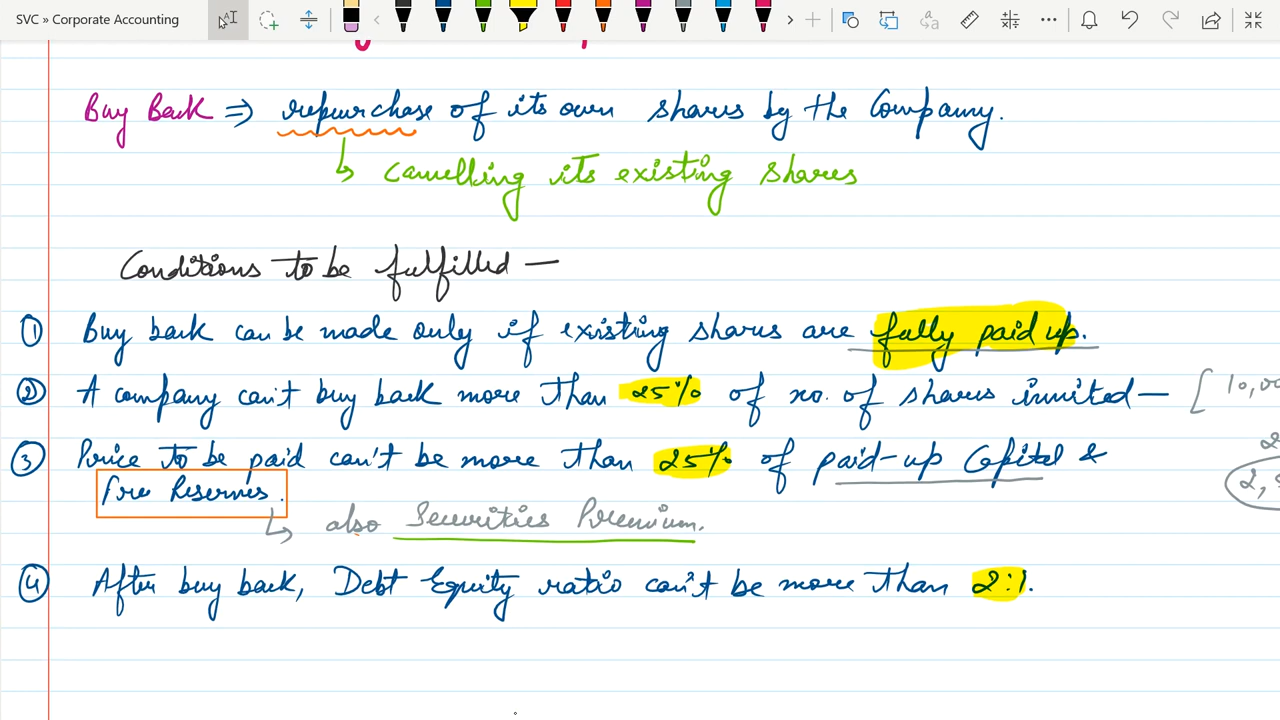 SVC » Corporate Accounting
Buy Back ⇒ repurchase of its own shares by the Company.
↳ cancelling its existing shares
Conditions to be fulfilled —
① Buy back can be made only if existing shares are fully paid up.
② A company can't buy back more than 25% of no. of shares invited — [ 10,00
③ Price to be paid can't be more than 25% of paid-up Capital &
Free Reserves.
↳ also Securities Premium.
④ After buy back, Debt Equity ratio can't be more than 2:1.